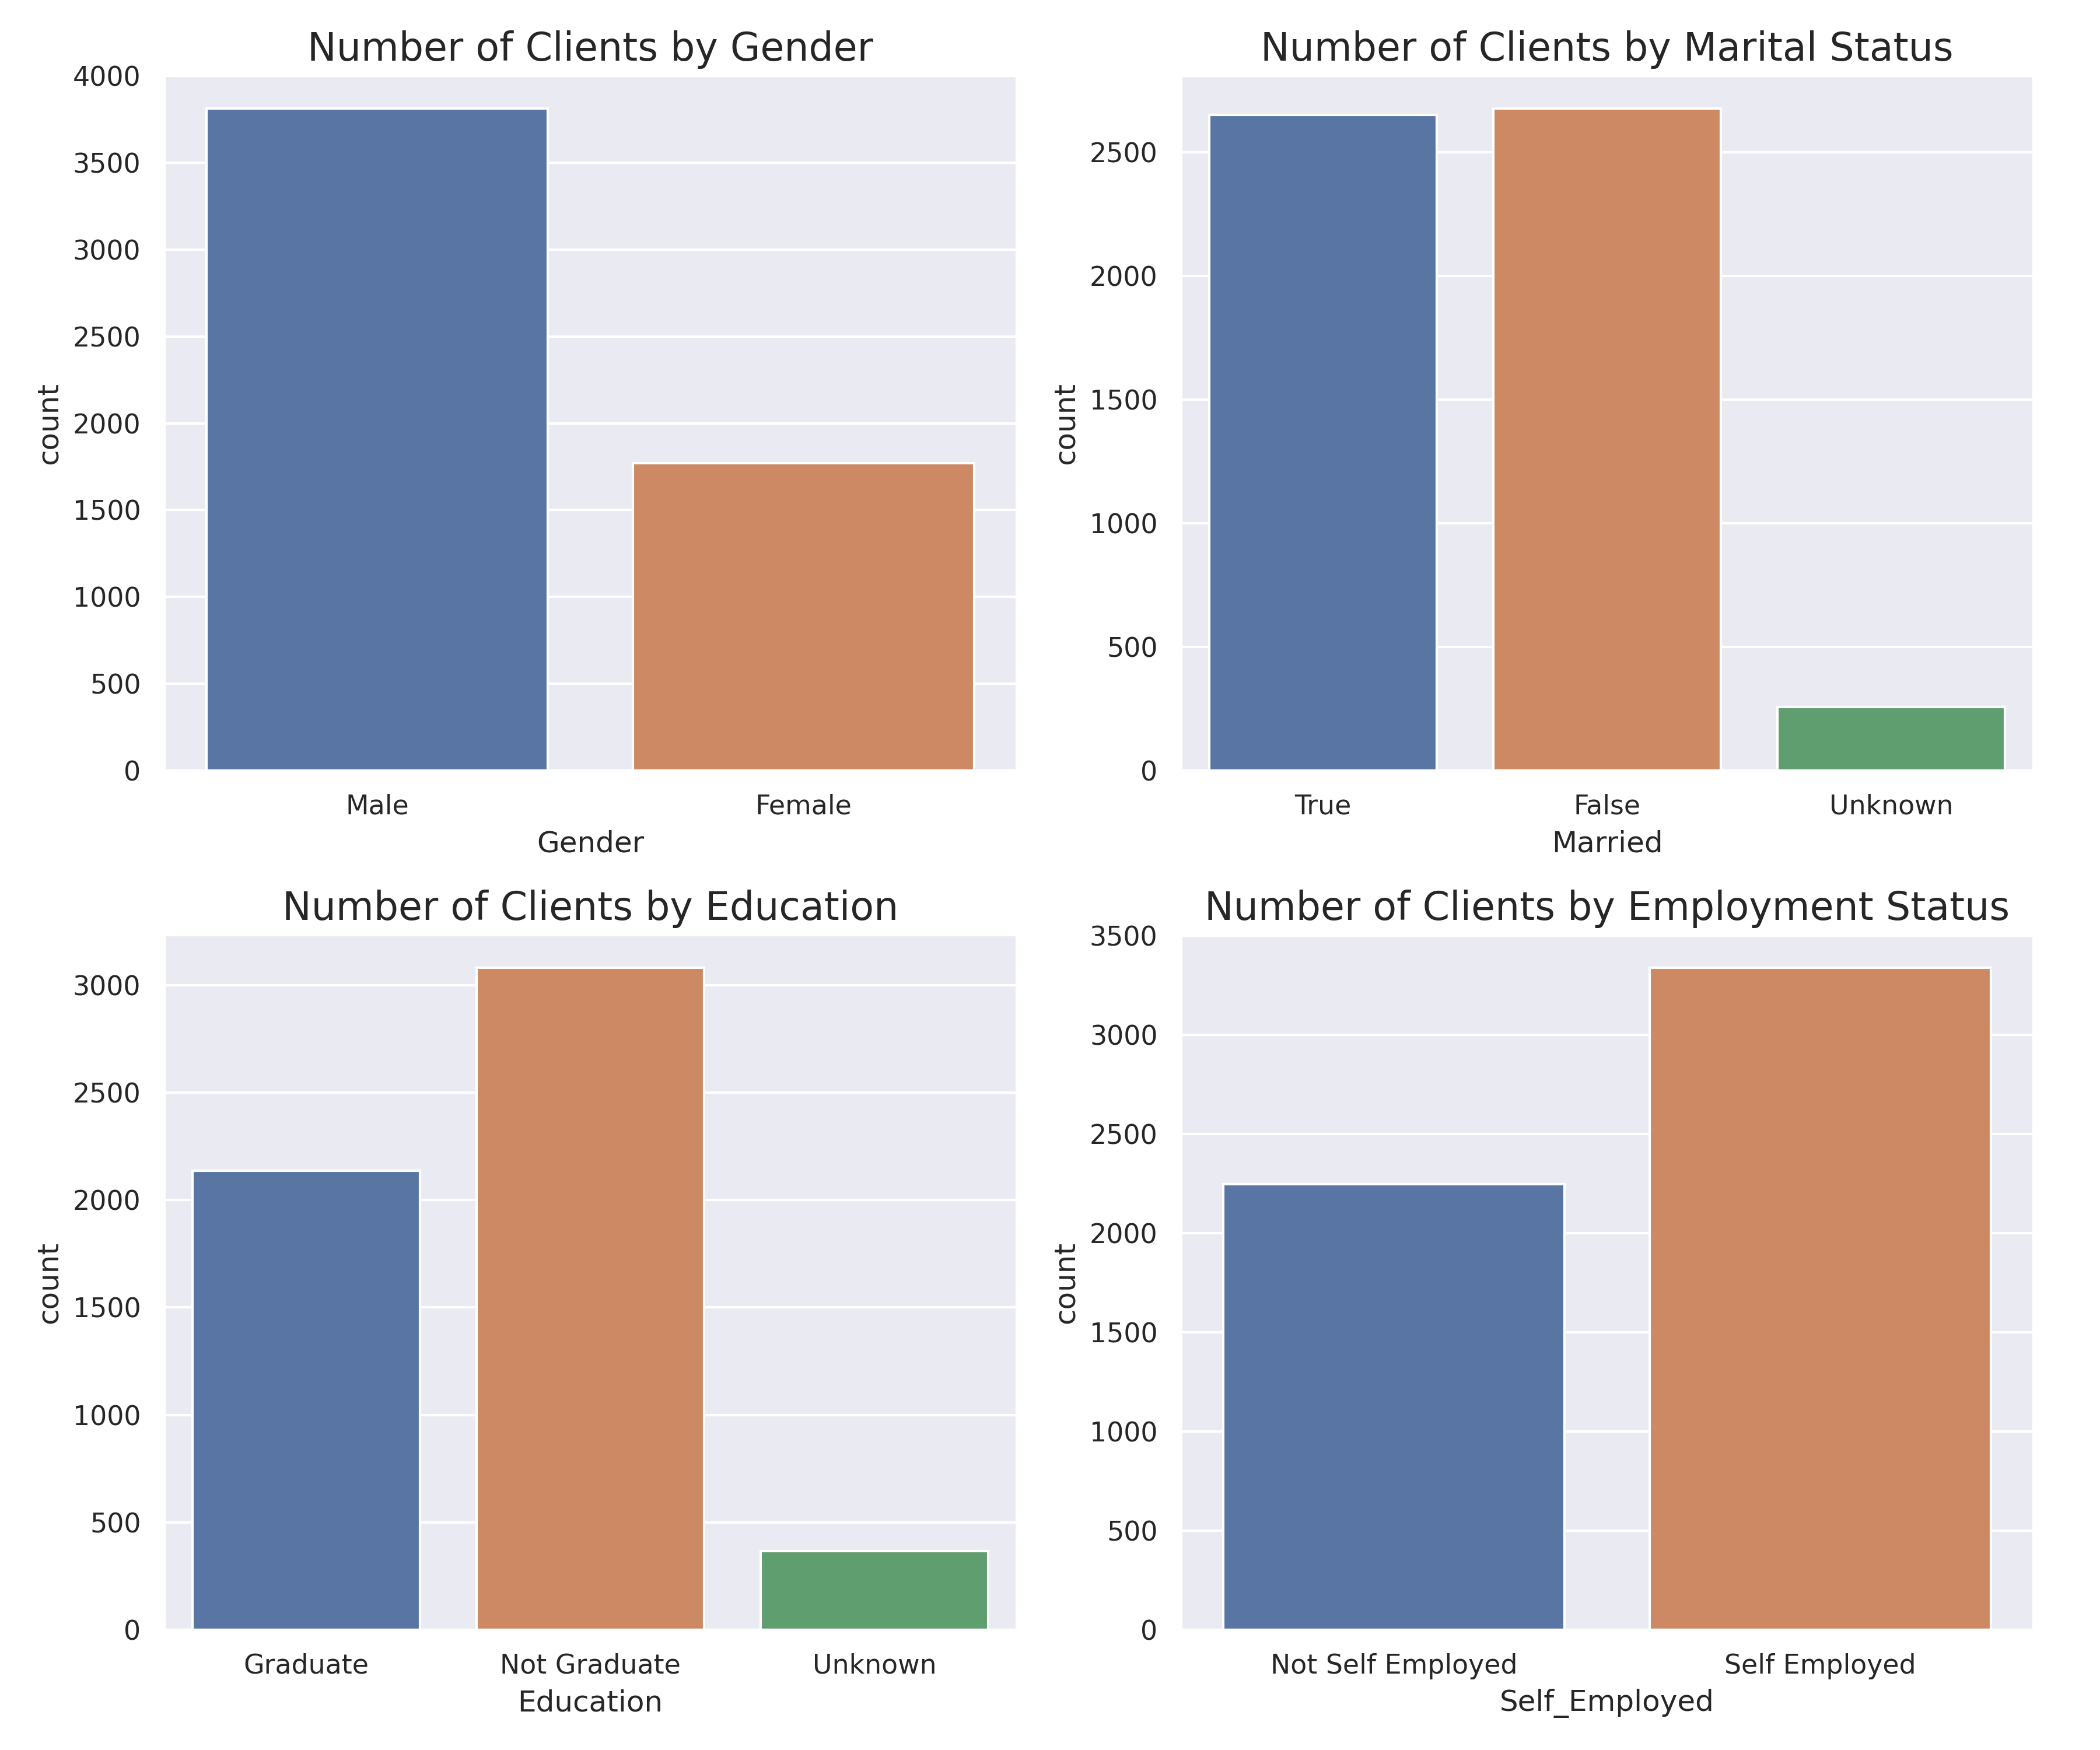 Number of Clients by Gender
4000
3500
3000
2500
2000
1500
1000
500
0
count
Male Female
Gender
Number of Clients by Marital Status
2500
2000
1500
1000
500
0
count
True False Unknown
Married
Number of Clients by Education
3000
2500
2000
1500
1000
500
0
count
Graduate Not Graduate Unknown
Education
Number of Clients by Employment Status
3500
3000
2500
2000
1500
1000
500
0
count
Not Self Employed Self Employed
Self_Employed